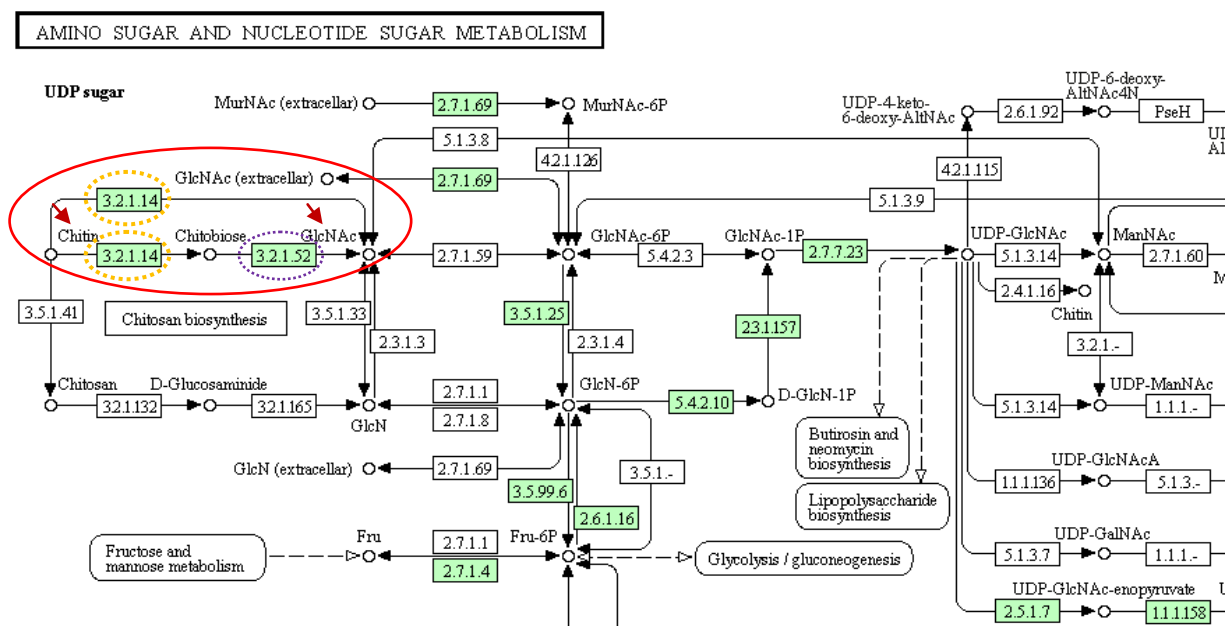 AMINO SUGAR AND NUCLEOTIDE SUGAR METABOLISM
UDP sugar
MurNAc (extracellar)
2.7.1.69
MurNAc-6P
UDP-4-keto-
6-deoxy-AltNAc
2.6.1.92
UDP-6-deoxy-
AltNAc4N
PseH
5.1.3.8
4.2.1.126
4.2.1.115
GlcNAc (extracellar)
2.7.1.69
3.2.1.14
5.1.3.9
Chitin
3.2.1.14
Chitobiose
3.2.1.52
GlcNAc
2.7.1.59
GlcNAc-6P
5.4.2.3
GlcNAc-1P
2.7.7.23
UDP-GlcNAc
5.1.3.14
ManNAc
2.7.1.60
2.4.1.16
Chitin
3.5.1.41
Chitosan biosynthesis
3.5.1.33
2.3.1.3
3.5.1.25
2.3.1.4
2.3.1.157
3.2.1.-
Chitosan
3.2.1.132
D-Glucosaminide
3.2.1.165
GlcN
2.7.1.1
2.7.1.8
GlcN-6P
5.4.2.10
D-GlcN-1P
UDP-ManNAc
5.1.3.14
1.1.1.-
Butirosin and
neomycin
biosynthesis
GlcN (extracellar)
2.7.1.69
3.5.1.-
3.5.99.6
2.6.1.16
UDP-GlcNAcA
1.1.1.136
5.1.3.-
Lipopolysaccharide
biosynthesis
Fructose and
mannose metabolism
Fru
2.7.1.1
2.7.1.4
Fru-6P
Glycolysis / gluconeogenesis
UDP-GalNAc
5.1.3.7
1.1.1.-
UDP-GlcNAc-enopyruvate
2.5.1.7
1.1.1.158